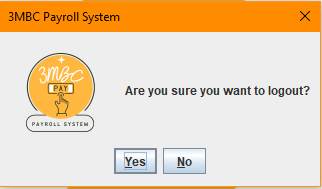 3MBC Payroll System
3MBC
PAY
PAYROLL SYSTEM
Are you sure you want to logout?
Yes
No